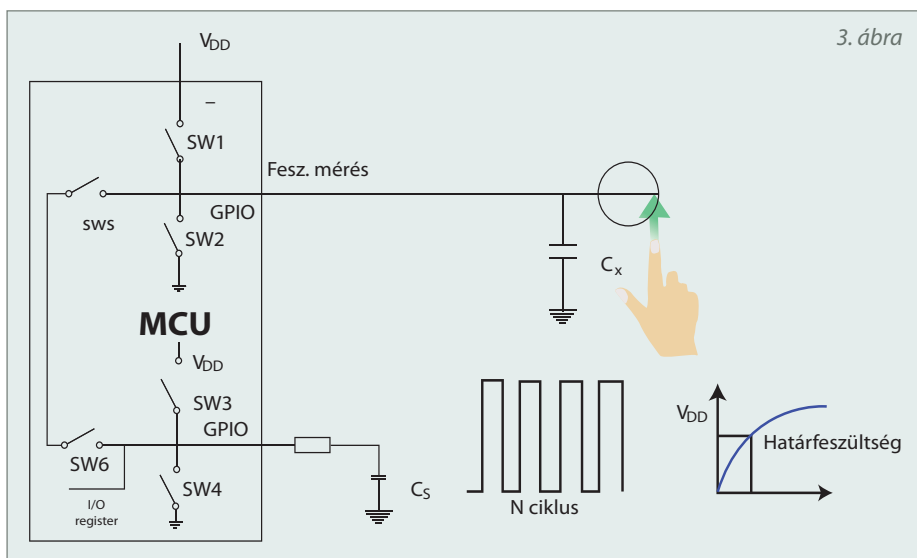 3. ábra
VDD
–
SW1
Fesz. mérés
sws
GPIO
SW2
Cx
MCU
VDD
SW3
GPIO
SW6
SW4
I/O
register
CS
N ciklus
VDD
Határfeszültség